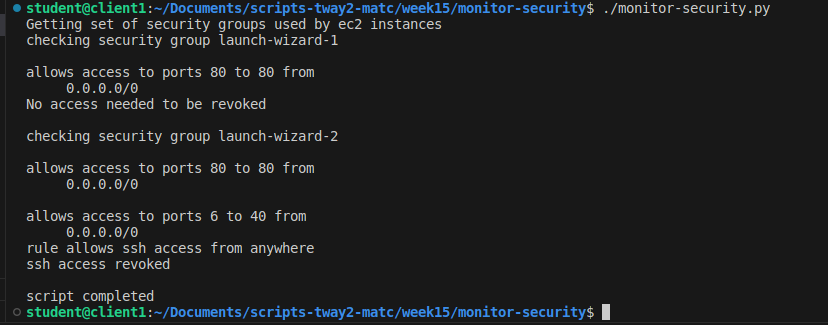 student@client1:~/Documents/scripts-tway2-matc/week15/monitor-security$ ./monitor-security.py
Getting set of security groups used by ec2 instances
checking security group launch-wizard-1
allows access to ports 80 to 80 from
0.0.0.0/0
No access needed to be revoked
checking security group launch-wizard-2
allows access to ports 80 to 80 from
0.0.0.0/0
allows access to ports 6 to 40 from
0.0.0.0/0
rule allows ssh access from anywhere
ssh access revoked
script completed
student@client1:~/Documents/scripts-tway2-matc/week15/monitor-security$